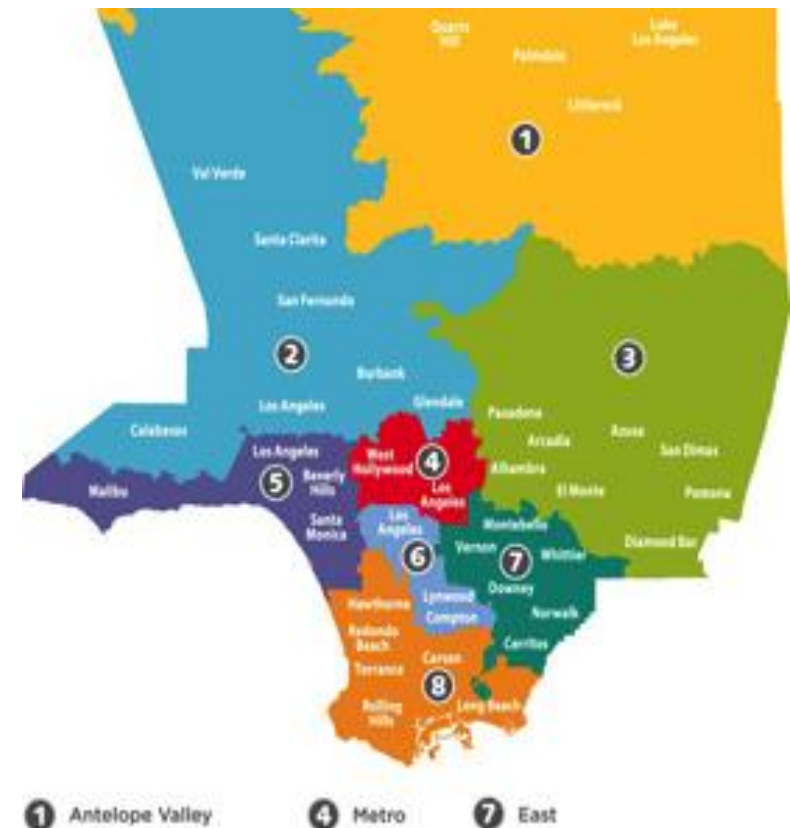 Quartz
Hill
Lake
Los Angeles
Palmdale
Littlerock
1
Val Verde
Santa Clarita
San Fernando
2
3
Burbank
Glendale
Los Angeles
Calabasas
Pasadena
Arcadia
Azusa
San Dimas
Los Angeles
West
Hollywood
4
Alhambra
5
Beverly
Hills
Los
Angeles
El Monte
Pomona
Malibu
Santa
Monica
Los
Angeles
Montebello
Diamond Bar
6
Vernon
7
Whittier
Downey
Hawthorne
Lynwood
Compton
Norwalk
Redondo
Beach
Cerritos
Torrance
Carson
8
Rolling
Hills
Long Beach
1 Antelope Valley
4 Metro
7 East